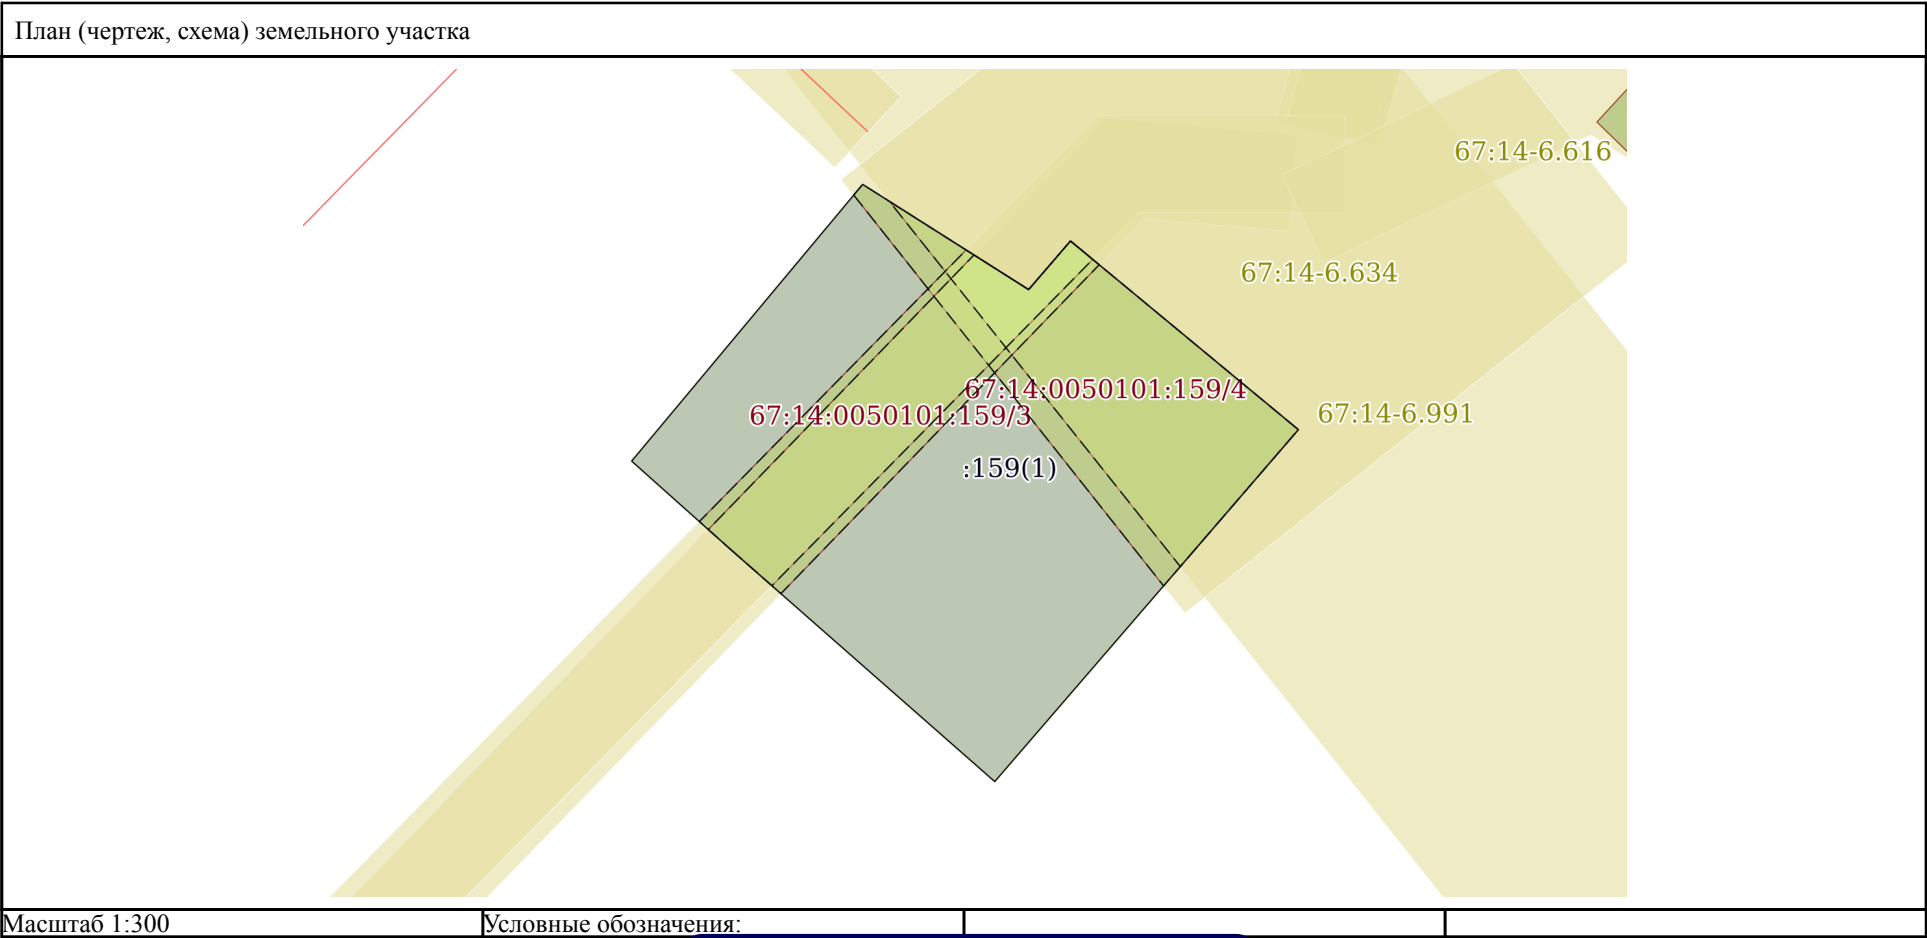 План (чертеж, схема) земельного участка
67:14-6.616
67:14-6.634
67:14:0050101:159/4
67:14:0050101:159/3
67:14-6.991
:159(1)
Масштаб 1:300
Условные обозначения: